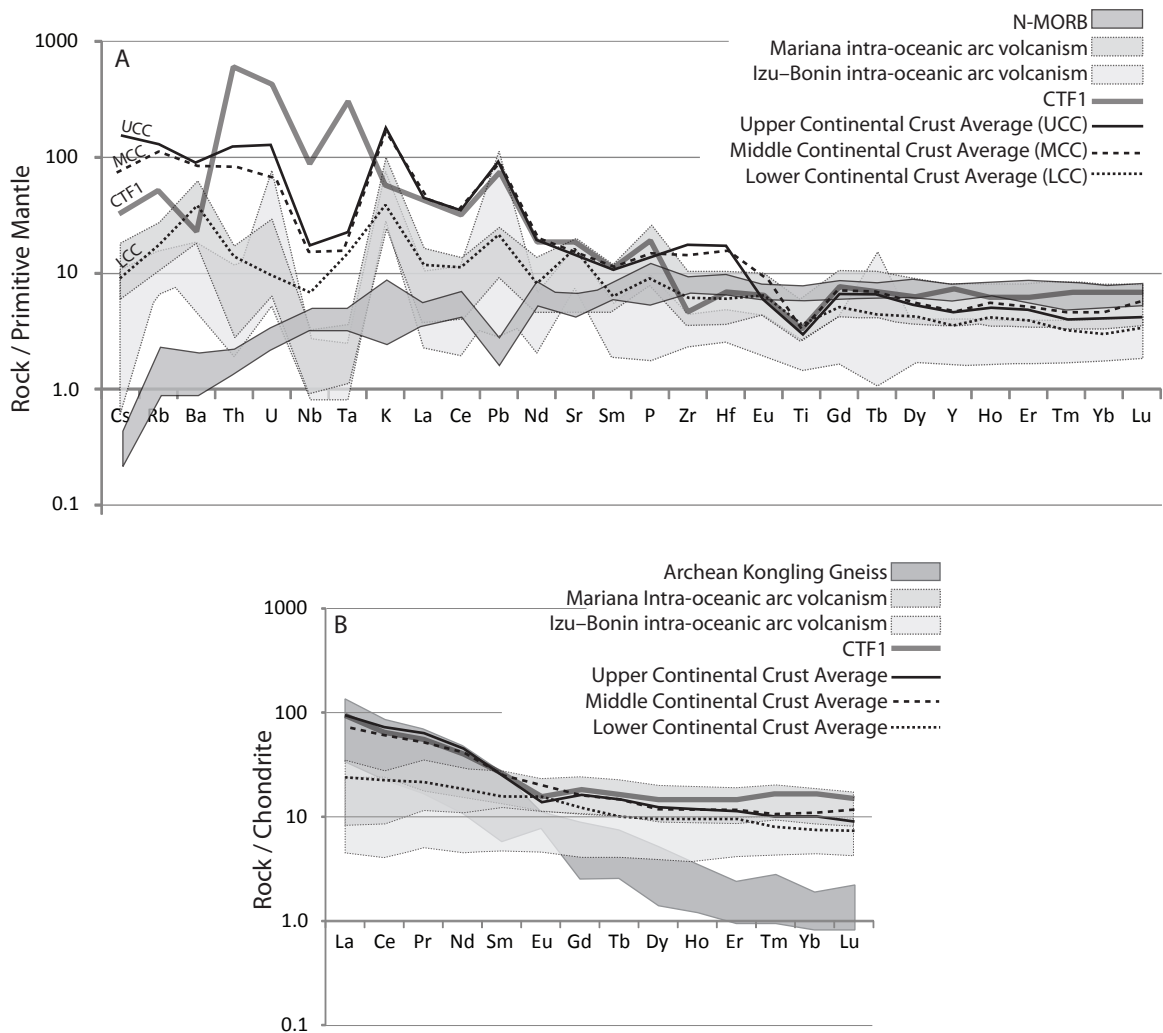 A
1000
100
10
1.0
0.1
Rock / Primitive Mantle
N-MORB
Mariana intra-oceanic arc volcanism
Izu–Bonin intra-oceanic arc volcanism
CTF1
Upper Continental Crust Average (UCC)
Middle Continental Crust Average (MCC)
Lower Continental Crust Average (LCC)
UCC
MCC
CTF1
LCC
Cs Rb Ba Th U Nb Ta K La Ce Pb Nd Sr Sm P Zr Hf Eu Ti Gd Tb Dy Y Ho Er Tm Yb Lu
B
1000
100
10
1.0
0.1
Rock / Chondrite
Archean Kongling Gneiss
Mariana Intra-oceanic arc volcanism
Izu–Bonin intra-oceanic arc volcanism
CTF1
Upper Continental Crust Average
Middle Continental Crust Average
Lower Continental Crust Average
La Ce Pr Nd Sm Eu Gd Tb Dy Ho Er Tm Yb Lu